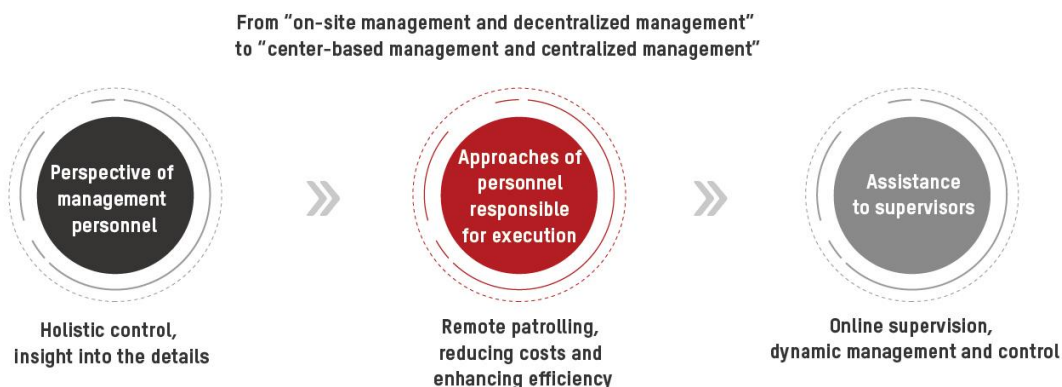 From “on-site management and decentralized management”
to “center-based management and centralized management”
Perspective of
management
personnel
Approaches of
personnel
responsible
for execution
Assistance
to supervisors
Holistic control,
insight into the details
Remote patrolling,
reducing costs and
enhancing efficiency
Online supervision,
dynamic management and control